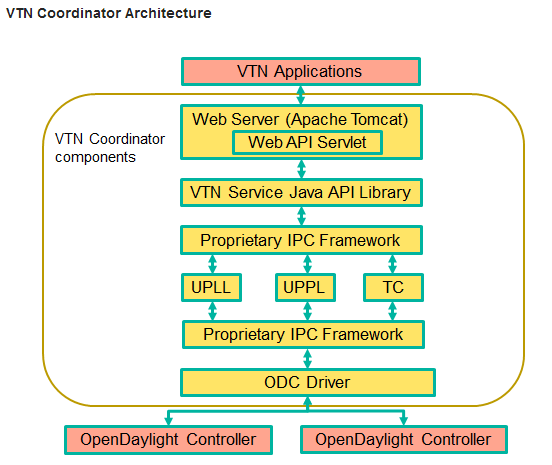 VTN Coordinator Architecture
VTN Applications
Web Server (Apache Tomcat)
Web API Servlet
VTN Coordinator
components
VTN Service Java API Library
Proprietary IPC Framework
UPLL
UPPL
TC
Proprietary IPC Framework
ODC Driver
OpenDaylight Controller
OpenDaylight Controller